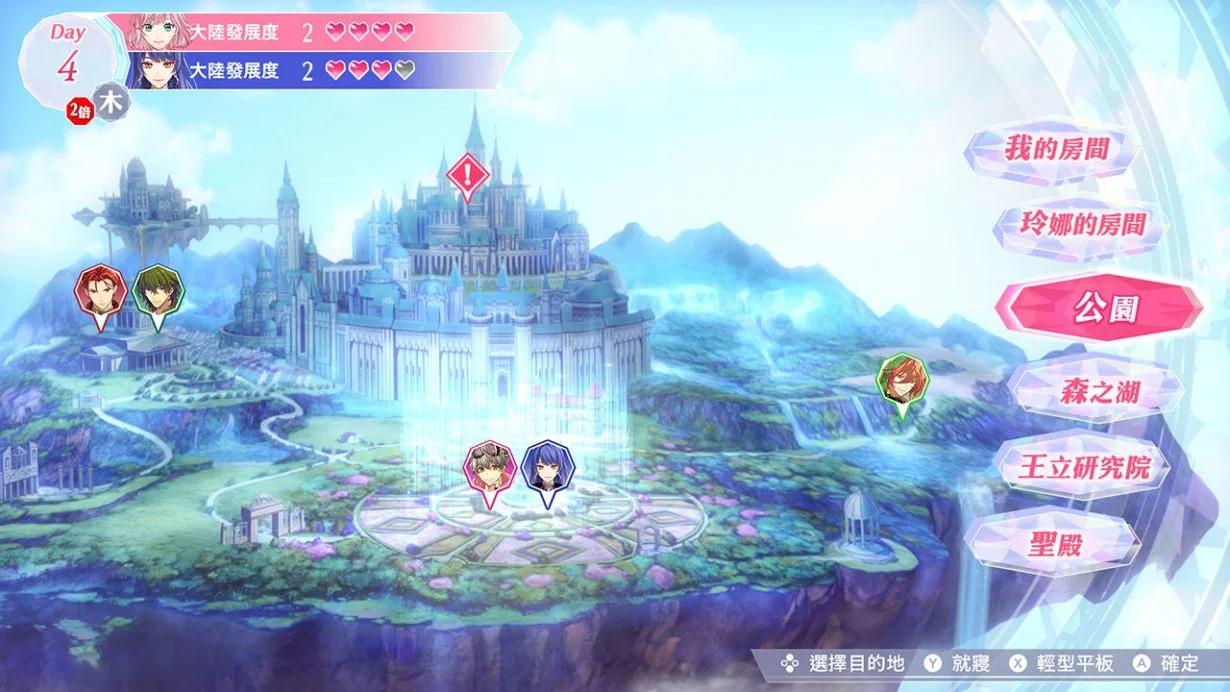 Day
4
2倍
木
大陸發展度 2
大陸發展度 2
!
我的房間
玲娜的房間
公園
森之湖
王立研究院
聖殿
選擇目的地 Y 就寢 X 輕型平板 A 確定